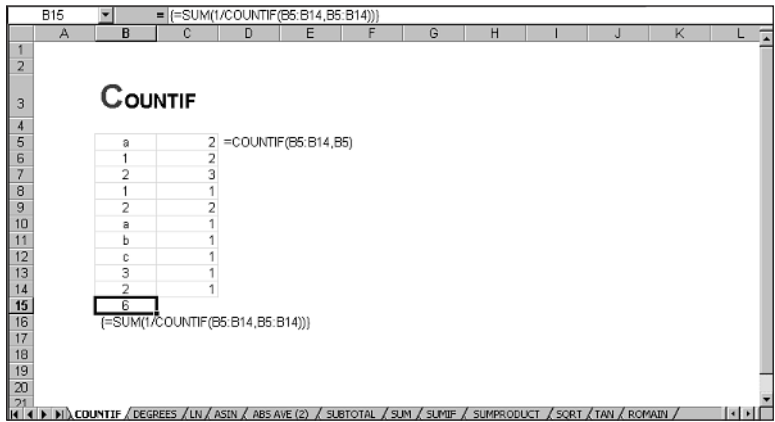 B15 = {=SUM(1/COUNTIF(B5:B14,B5:B14))}
A B C D E F G H I J K L
1
2
3 COUNTIF
4
5 a 2 =COUNTIF(B5:B14,B5)
6 1 2
7 2 3
8 1 1
9 2 2
10 a 1
11 b 1
12 c 1
13 3 1
14 2 1
15 6
16 {=SUM(1/COUNTIF(B5:B14,B5:B14))}
17
18
19
20
21
COUNTIF / DEGREES / LN / ASIN / ABS AVE (2) / SUBTOTAL / SUM / SUMIF / SUMPRODUCT / SQRT / TAN / ROMAIN /